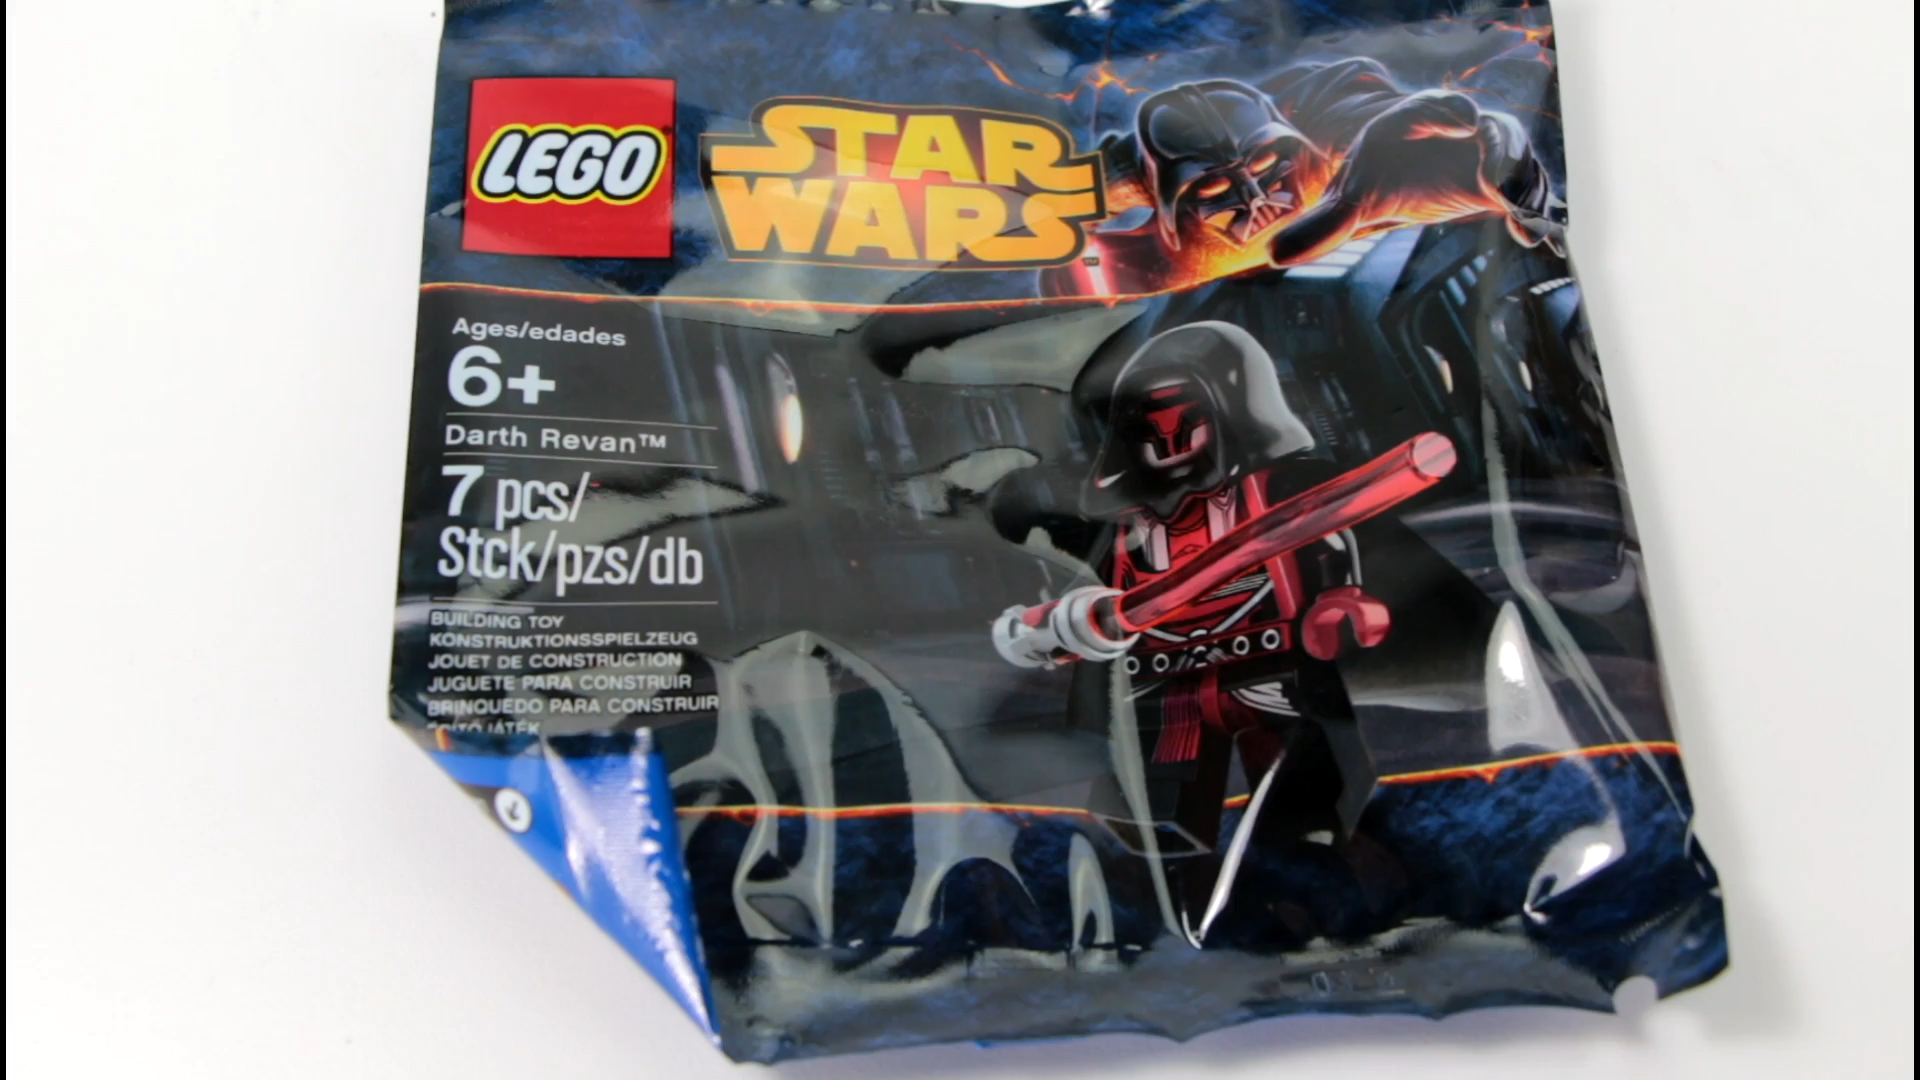 LEGO
STAR
WARS
Ages/edades
6+
Darth Revan™
7 pcs/
Stck/pzs/db
BUILDING TOY
KONSTRUKTIONSSPIELZEUG
JOUET DE CONSTRUCTION
JUGUETE PARA CONSTRUIR
BRINQUEDO PARA CONSTRUIR